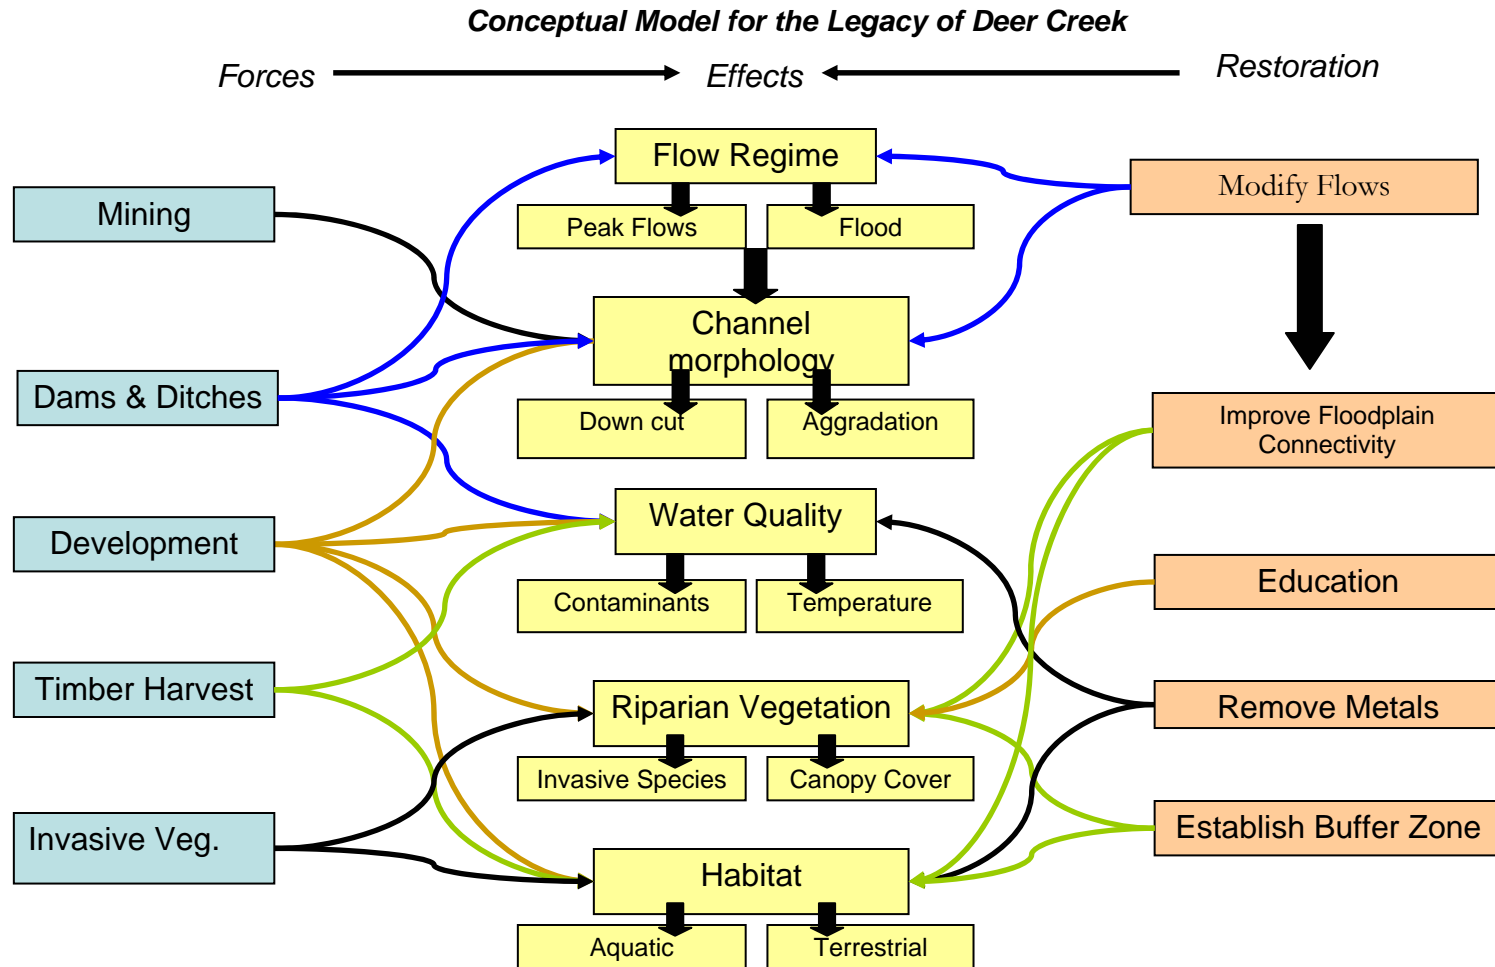 Conceptual Model for the Legacy of Deer Creek
Forces
Effects
Restoration
Flow Regime
Peak Flows
Flood
Modify Flows
Mining
Channel
morphology
Down cut
Aggradation
Dams & Ditches
Improve Floodplain
Connectivity
Water Quality
Contaminants
Temperature
Development
Education
Timber Harvest
Riparian Vegetation
Invasive Species
Canopy Cover
Remove Metals
Invasive Veg.
Establish Buffer Zone
Habitat
Aquatic
Terrestrial